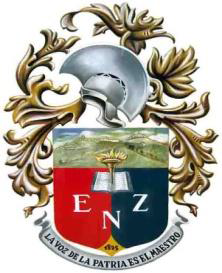 E Z
N
1825
LA VOZ DE LA PATRIA ES EL MAESTRO